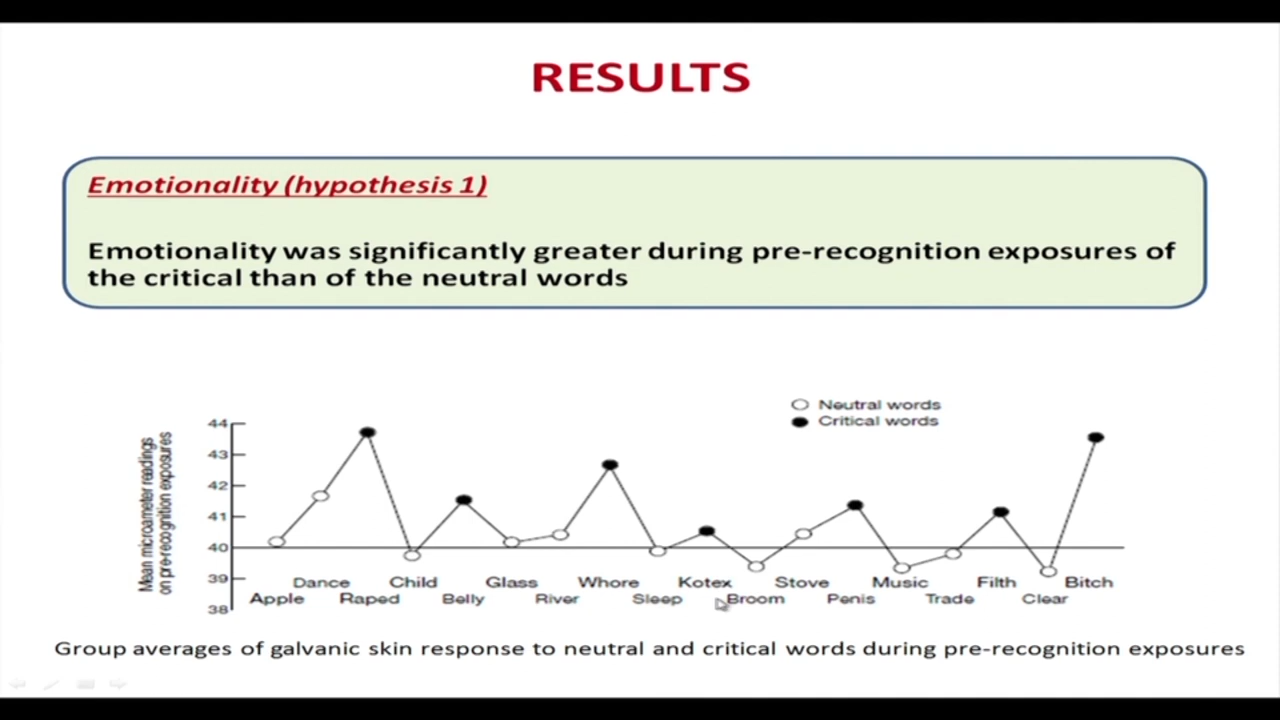 RESULTS
Emotionality (hypothesis 1)
Emotionality was significantly greater during pre-recognition exposures of
the critical than of the neutral words
Neutral words
Critical words
Mean microameter readings
on pre-recognition exposures
44
43
42
41
40
39
38
Dance Child Glass Whore Kotex Stove Music Filth Bitch
Apple Raped Belly River Sleep Broom Penis Trade Clear
Group averages of galvanic skin response to neutral and critical words during pre-recognition exposures